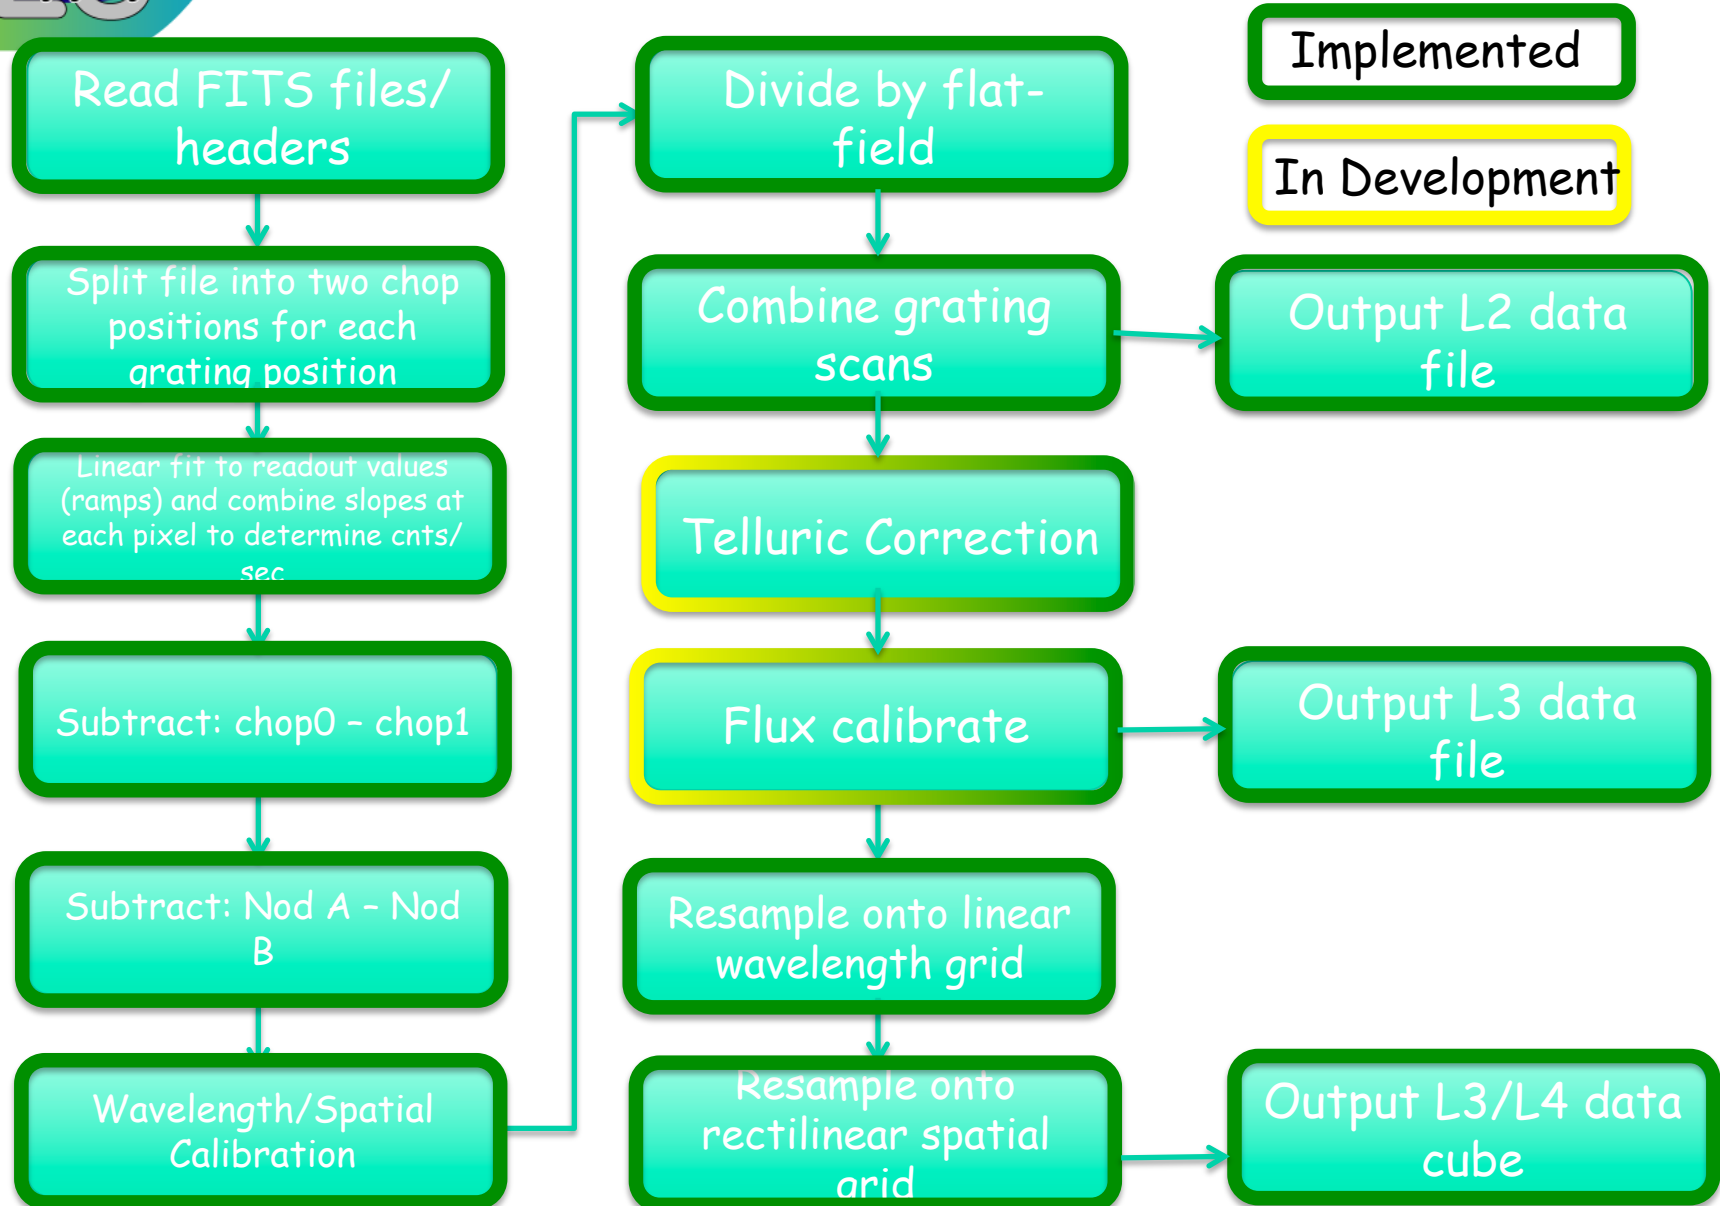 Read FITS files/
headers
Split file into two chop
positions for each
grating position
Linear fit to readout values
(ramps) and combine slopes at
each pixel to determine cnts/
sec
Subtract: chop0 – chop1
Subtract: Nod A – Nod
B
Wavelength/Spatial
Calibration
Divide by flat-
field
Combine grating
scans
Telluric Correction
Flux calibrate
Resample onto linear
wavelength grid
Resample onto
rectilinear spatial
grid
Implemented
In Development
Output L2 data
file
Output L3 data
file
Output L3/L4 data
cube